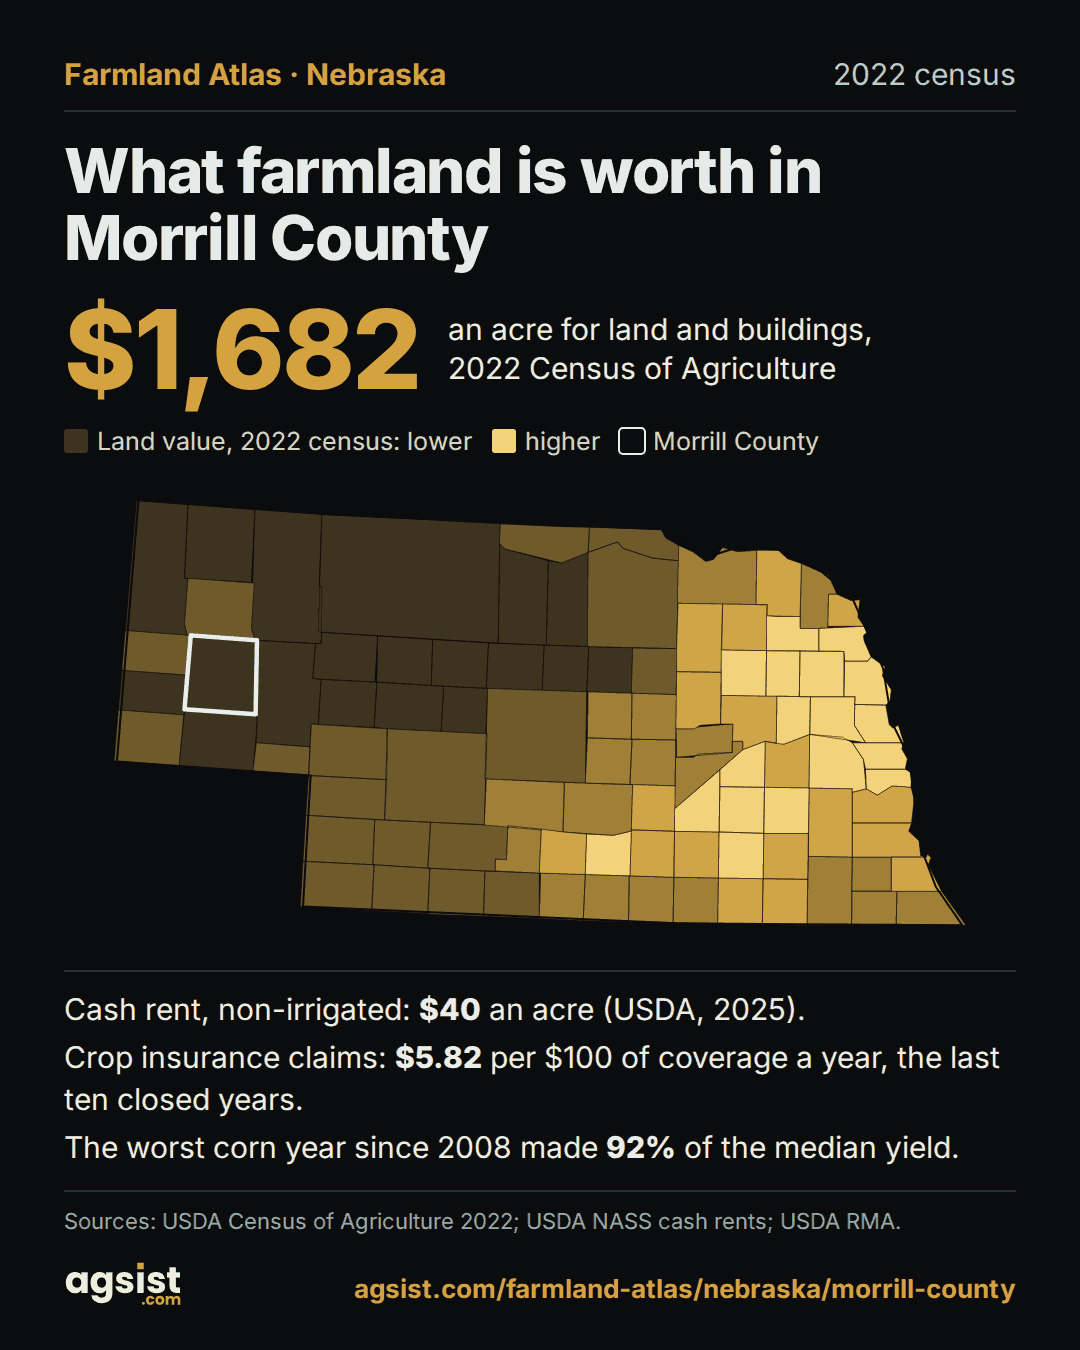 Farmland Atlas · Nebraska
2022 census
What farmland is worth in
Morrill County
$1,682
an acre for land and buildings,
2022 Census of Agriculture
Land value, 2022 census: lower
higher
Morrill County
Cash rent, non-irrigated: $40 an acre (USDA, 2025).
Crop insurance claims: $5.82 per $100 of coverage a year, the last
ten closed years.
The worst corn year since 2008 made 92% of the median yield.
Sources: USDA Census of Agriculture 2022; USDA NASS cash rents; USDA RMA.
agsist
.com
agsist.com/farmland-atlas/nebraska/morrill-county